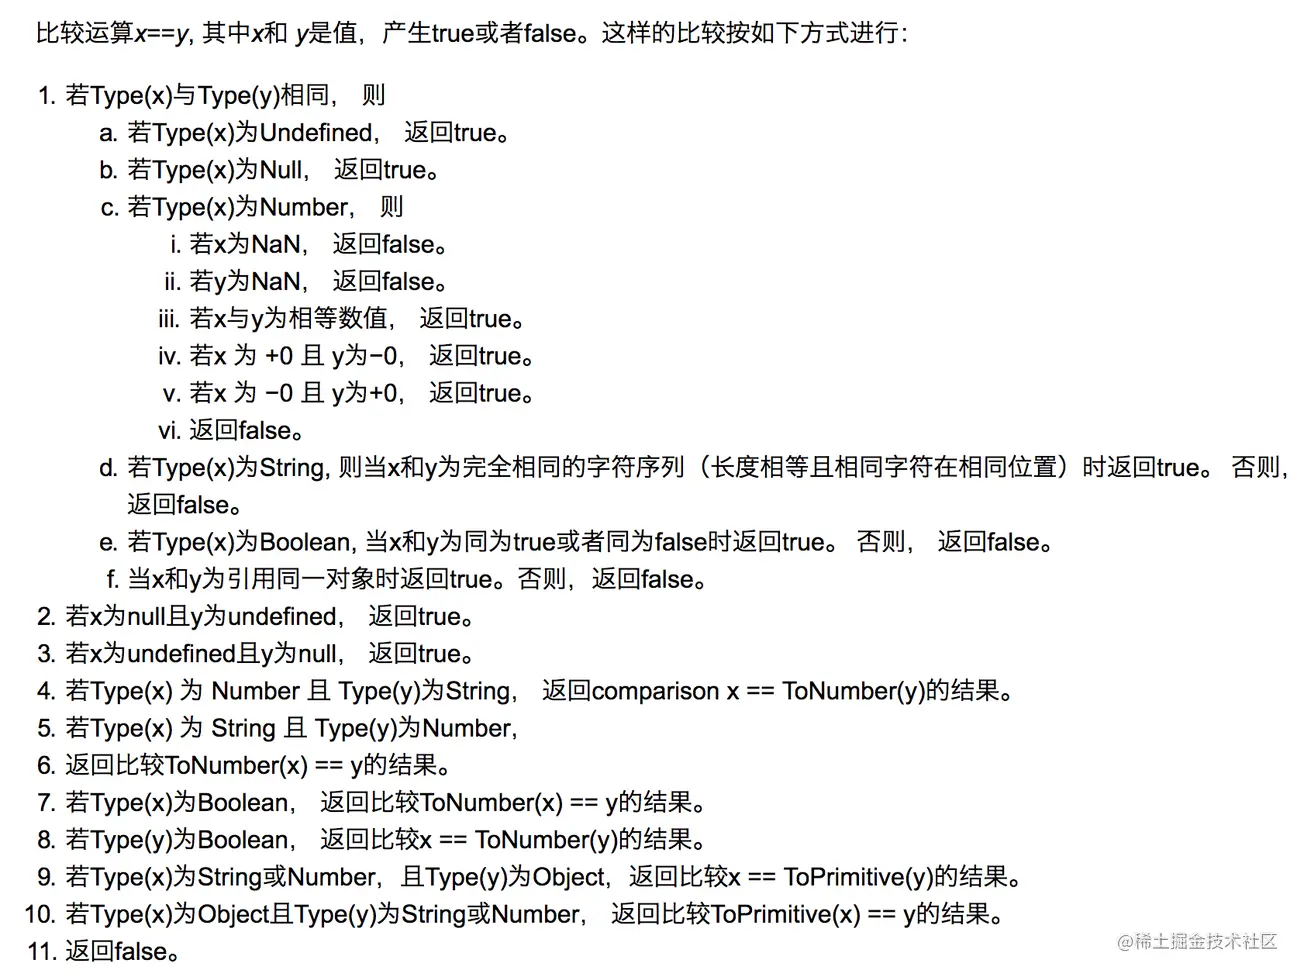 比较运算x==y, 其中x和 y是值，产生true或者false。这样的比较按如下方式进行：
1. 若Type(x)与Type(y)相同， 则
a. 若Type(x)为Undefined， 返回true。
b. 若Type(x)为Null， 返回true。
c. 若Type(x)为Number， 则
i. 若x为NaN， 返回false。
ii. 若y为NaN， 返回false。
iii. 若x与y为相等数值， 返回true。
iv. 若x 为 +0 且 y为−0， 返回true。
v. 若x 为 −0 且 y为+0， 返回true。
vi. 返回false。
d. 若Type(x)为String, 则当x和y为完全相同的字符序列（长度相等且相同字符在相同位置）时返回true。 否则，
返回false。
e. 若Type(x)为Boolean, 当x和y为同为true或者同为false时返回true。 否则， 返回false。
f. 当x和y为引用同一对象时返回true。否则，返回false。
2. 若x为null且y为undefined， 返回true。
3. 若x为undefined且y为null， 返回true。
4. 若Type(x) 为 Number 且 Type(y)为String， 返回comparison x == ToNumber(y)的结果。
5. 若Type(x) 为 String 且 Type(y)为Number，
6. 返回比较ToNumber(x) == y的结果。
7. 若Type(x)为Boolean， 返回比较ToNumber(x) == y的结果。
8. 若Type(y)为Boolean， 返回比较x == ToNumber(y)的结果。
9. 若Type(x)为String或Number，且Type(y)为Object，返回比较x == ToPrimitive(y)的结果。
10. 若Type(x)为Object且Type(y)为String或Number， 返回比较ToPrimitive(x) == y的结果。
11. 返回false。
@稀土掘金技术社区